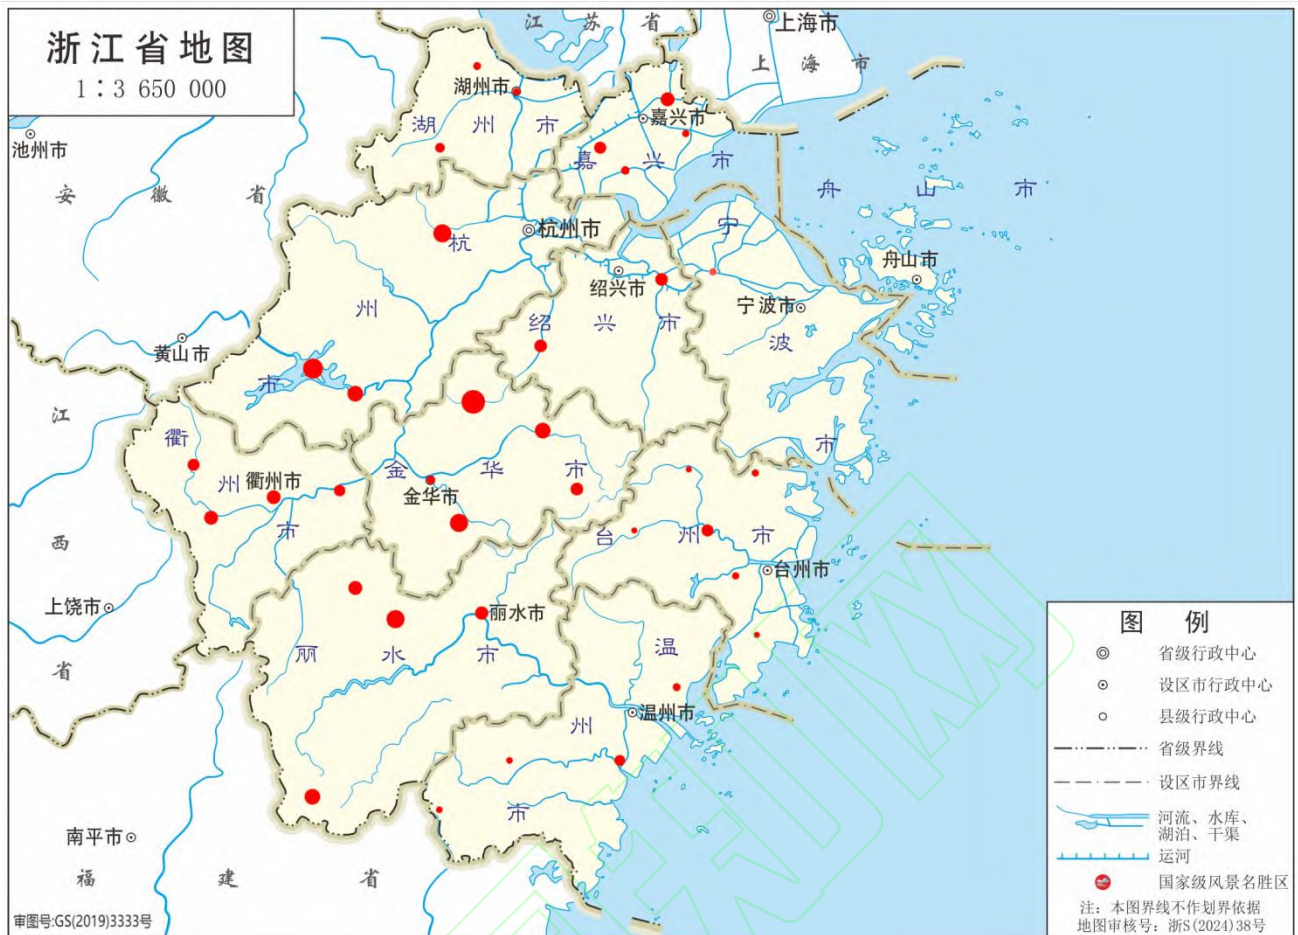 浙江省地图
1:3 650 000
江苏省
上海市
上海市
湖州市
湖州市
嘉兴市
嘉兴市
池州市
安徽省
舟山市
杭州市
杭州市
宁波市
舟山市
绍兴市
宁波市
绍兴市
黄山市
江西省
衢州市
衢州市
金华市
金华市
台州市
台州市
上饶市
丽水市
丽水市
温州市
温州市
南平市
福建省
审图号:GS(2019)3333号
图 例
省级行政中心
设区市行政中心
县级行政中心
省级界线
设区市界线
河流、水库、
湖泊、干渠
运河
国家级风景名胜区
注: 本图界线不作划界依据
地图审核号: 浙S(2024)38号